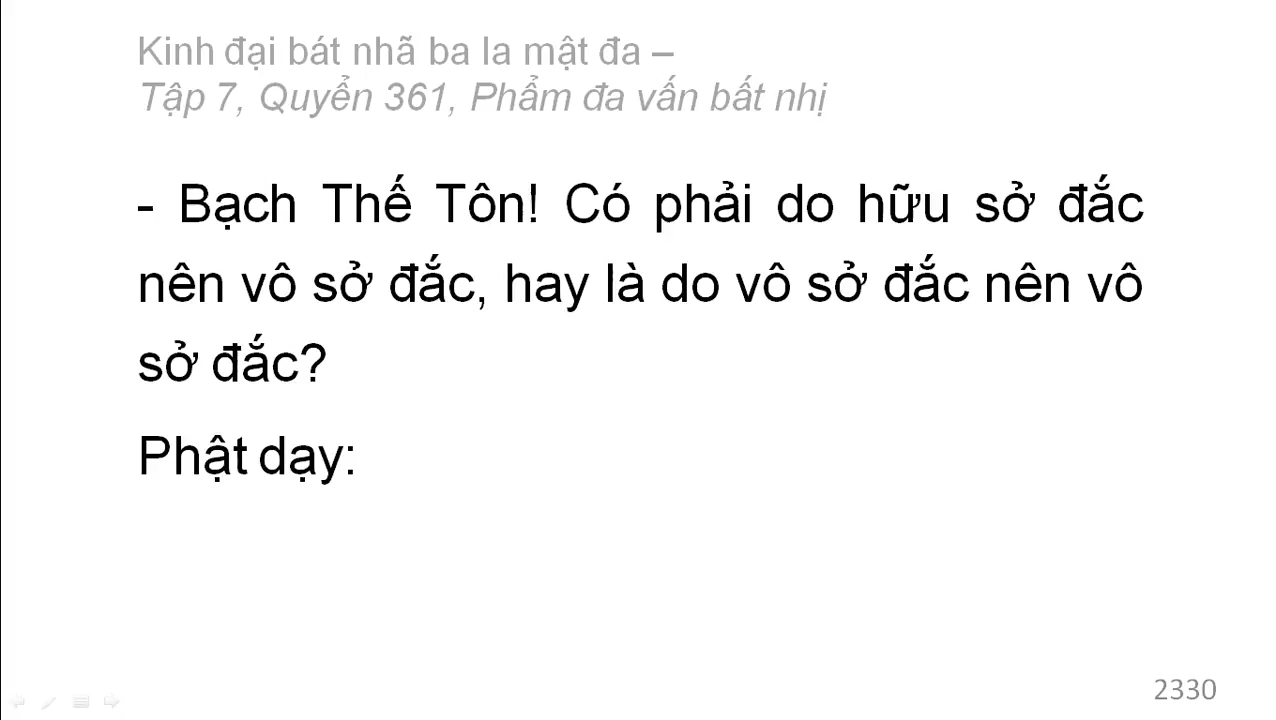 Kinh đại bát nhã ba la mật đa –
Tập 7, Quyển 361, Phẩm đa vấn bất nhị
- Bạch Thế Tôn! Có phải do hữu sở đắc
nên vô sở đắc, hay là do vô sở đắc nên vô
sở đắc?
Phật dạy:
2330